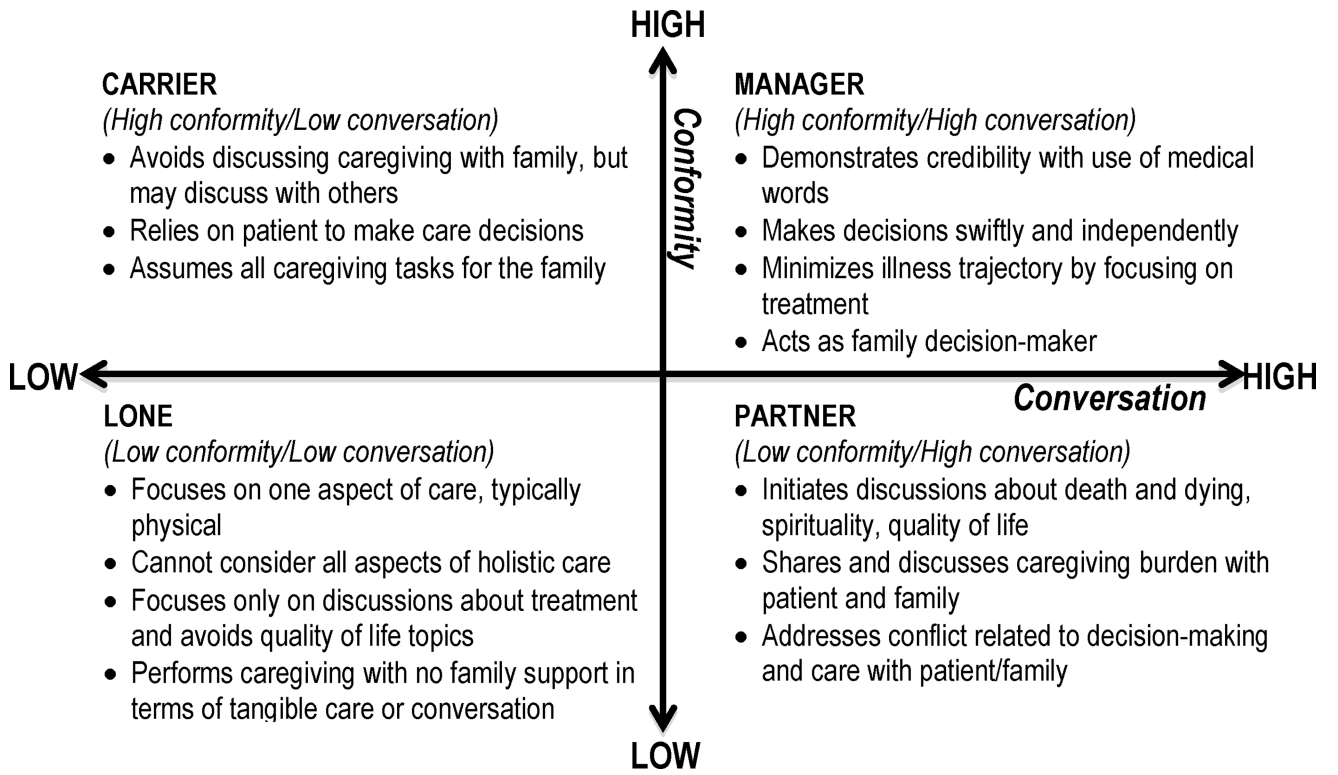 HIGH
CARRIER
(High conformity/Low conversation)
• Avoids discussing caregiving with family, but
may discuss with others
• Relies on patient to make care decisions
• Assumes all caregiving tasks for the family
Conformity
MANAGER
(High conformity/High conversation)
• Demonstrates credibility with use of medical
words
• Makes decisions swiftly and independently
• Minimizes illness trajectory by focusing on
treatment
• Acts as family decision-maker
LOW
HIGH
Conversation
LONE
(Low conformity/Low conversation)
• Focuses on one aspect of care, typically
physical
• Cannot consider all aspects of holistic care
• Focuses only on discussions about treatment
and avoids quality of life topics
• Performs caregiving with no family support in
terms of tangible care or conversation
PARTNER
(Low conformity/High conversation)
• Initiates discussions about death and dying,
spirituality, quality of life
• Shares and discusses caregiving burden with
patient and family
• Addresses conflict related to decision-making
and care with patient/family
LOW